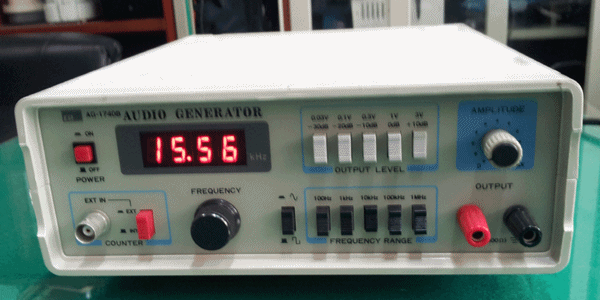 AG-1740B AUDIO GENERATOR
ON
OFF
POWER
15.56 kHz
0.03V 0.1V 0.3V 1V 3V
-30dB -20dB -10dB 0dB +10dB
OUTPUT LEVEL
AMPLITUDE
EXT IN
EXT
INT
COUNTER
FREQUENCY
100Hz 1kHz 10kHz 100kHz 1MHz
FREQUENCY RANGE
OUTPUT